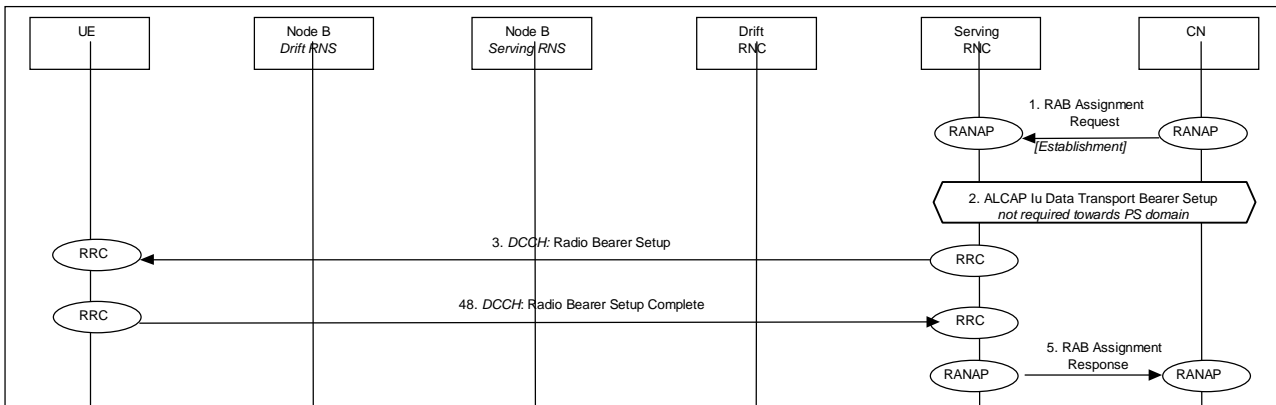 UE
Node B
Drift RNS
Node B
Serving RNS
Drift
RNC
Serving
RNC
CN
1. RAB Assignment
Request
RANAP
RANAP
[Establishment]
2. ALCAP Iu Data Transport Bearer Setup
not required towards PS domain
RRC
3. DCCH: Radio Bearer Setup
RRC
RRC
48. DCCH: Radio Bearer Setup Complete
RRC
5. RAB Assignment
Response
RANAP
RANAP